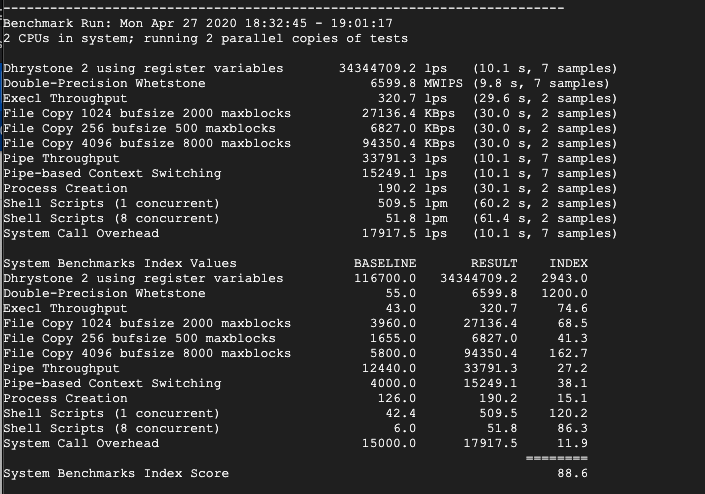 ------------------------------------------------------------------------
Benchmark Run: Mon Apr 27 2020 18:32:45 - 19:01:17
2 CPUs in system; running 2 parallel copies of tests
Dhrystone 2 using register variables 34344709.2 lps (10.1 s, 7 samples)
Double-Precision Whetstone 6599.8 MWIPS (9.8 s, 7 samples)
Execl Throughput 320.7 lps (29.6 s, 2 samples)
File Copy 1024 bufsize 2000 maxblocks 27136.4 KBps (30.0 s, 2 samples)
File Copy 256 bufsize 500 maxblocks 6827.0 KBps (30.0 s, 2 samples)
File Copy 4096 bufsize 8000 maxblocks 94350.4 KBps (30.0 s, 2 samples)
Pipe Throughput 33791.3 lps (10.1 s, 7 samples)
Pipe-based Context Switching 15249.1 lps (10.1 s, 7 samples)
Process Creation 190.2 lps (30.1 s, 2 samples)
Shell Scripts (1 concurrent) 509.5 lpm (60.2 s, 2 samples)
Shell Scripts (8 concurrent) 51.8 lpm (61.4 s, 2 samples)
System Call Overhead 17917.5 lps (10.1 s, 7 samples)
System Benchmarks Index Values BASELINE RESULT INDEX
Dhrystone 2 using register variables 116700.0 34344709.2 2943.0
Double-Precision Whetstone 55.0 6599.8 1200.0
Execl Throughput 43.0 320.7 74.6
File Copy 1024 bufsize 2000 maxblocks 3960.0 27136.4 68.5
File Copy 256 bufsize 500 maxblocks 1655.0 6827.0 41.3
File Copy 4096 bufsize 8000 maxblocks 5800.0 94350.4 162.7
Pipe Throughput 12440.0 33791.3 27.2
Pipe-based Context Switching 4000.0 15249.1 38.1
Process Creation 126.0 190.2 15.1
Shell Scripts (1 concurrent) 42.4 509.5 120.2
Shell Scripts (8 concurrent) 6.0 51.8 86.3
System Call Overhead 15000.0 17917.5 11.9
========
System Benchmarks Index Score 88.6